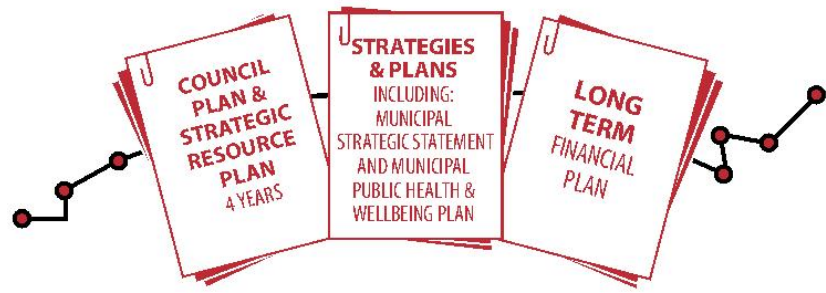 COUNCIL
PLAN &
STRATEGIC
RESOURCE
PLAN
4 YEARS
STRATEGIES
& PLANS
INCLUDING:
MUNICIPAL
STRATEGIC STATEMENT
AND MUNICIPAL
PUBLIC HEALTH &
WELLBEING PLAN
LONG
TERM
FINANCIAL
PLAN